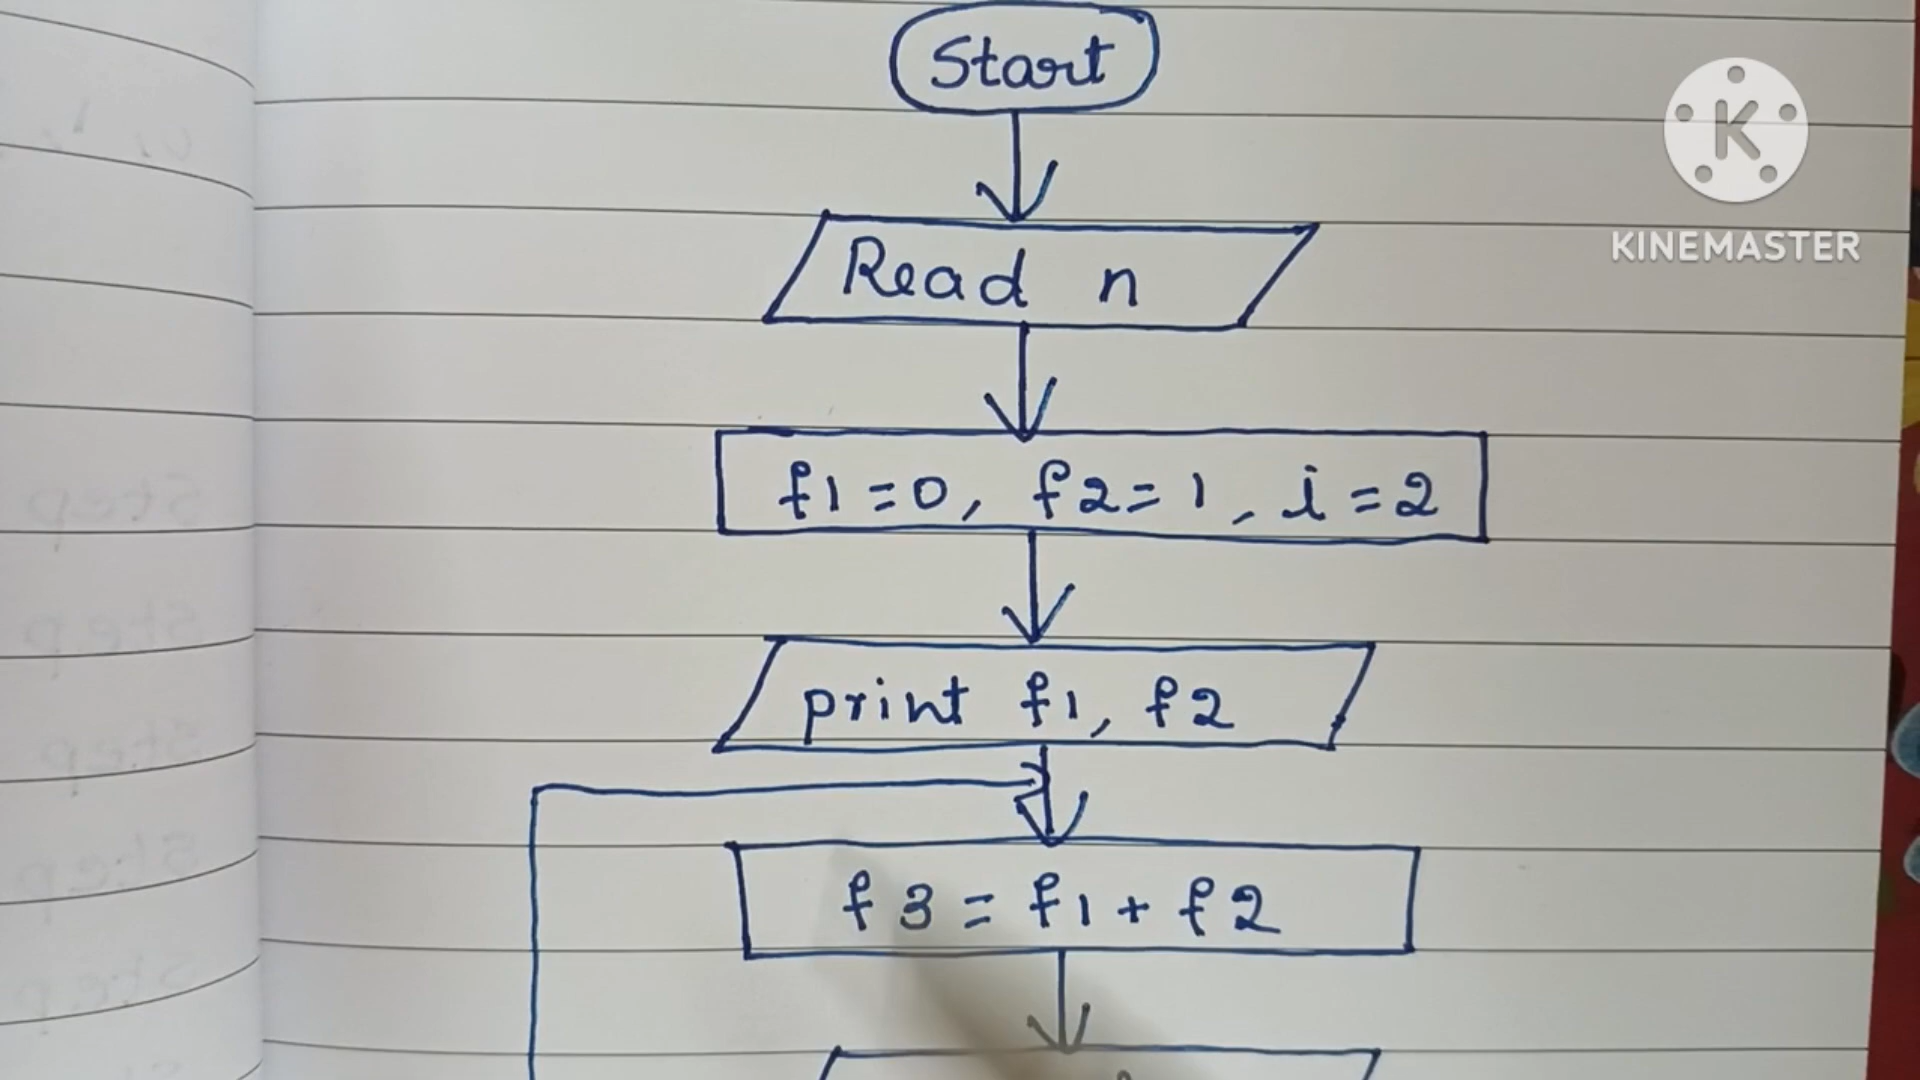 Start
KINEMASTER
Read n
f1=0, f2=1, i=2
print f1, f2
f3=f1+f2